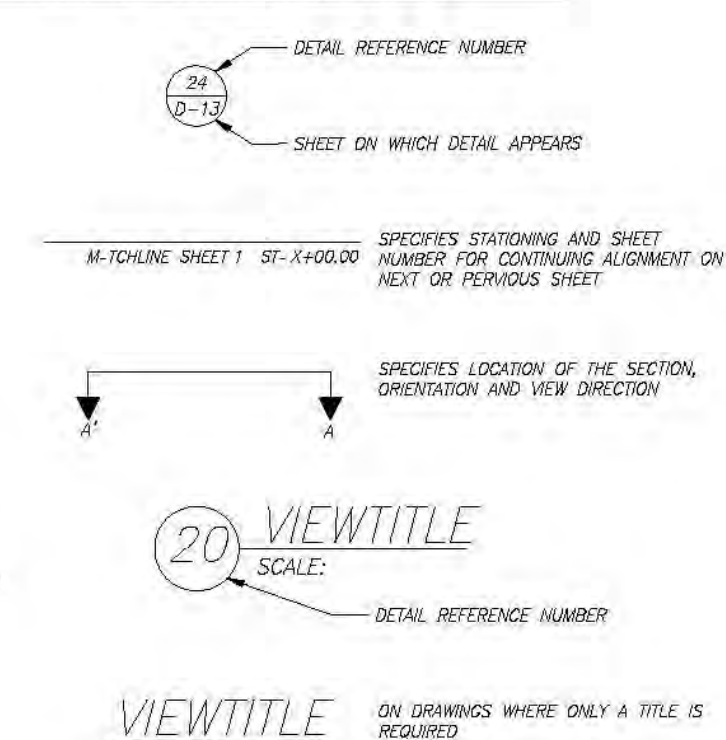 DETAIL REFERENCE NUMBER
24
D-13
SHEET ON WHICH DETAIL APPEARS
M-TCHLINE SHEET 1 ST- X+00.00
SPECIFIES STATIONING AND SHEET
NUMBER FOR CONTINUING ALIGNMENT ON
NEXT OR PERVIOUS SHEET
SPECIFIES LOCATION OF THE SECTION,
ORIENTATION AND VIEW DIRECTION
A' A
20 VIEWTITLE
SCALE:
DETAIL REFERENCE NUMBER
VIEWTITLE
ON DRAWINGS WHERE ONLY A TITLE IS
REQUIRED